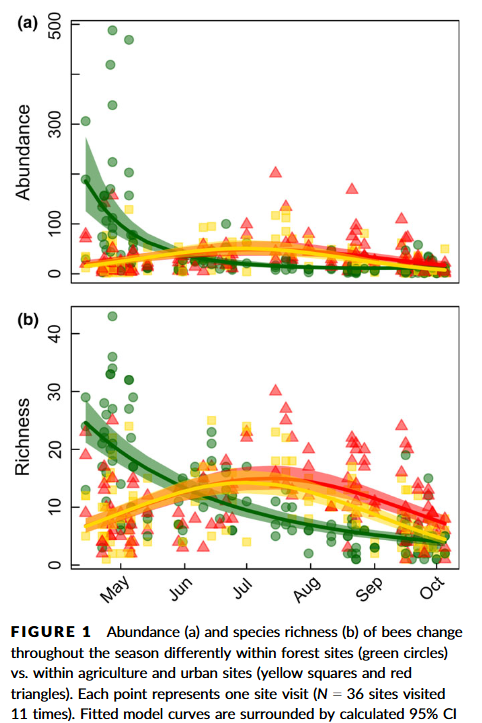 (a)
500
300
100
0
Abundance
(b)
40
30
20
10
0
Richness
May Jun Jul Aug Sep Oct
FIGURE 1 Abundance (a) and species richness (b) of bees change
throughout the season differently within forest sites (green circles)
vs. within agriculture and urban sites (yellow squares and red
triangles). Each point represents one site visit (N = 36 sites visited
11 times). Fitted model curves are surrounded by calculated 95% CI